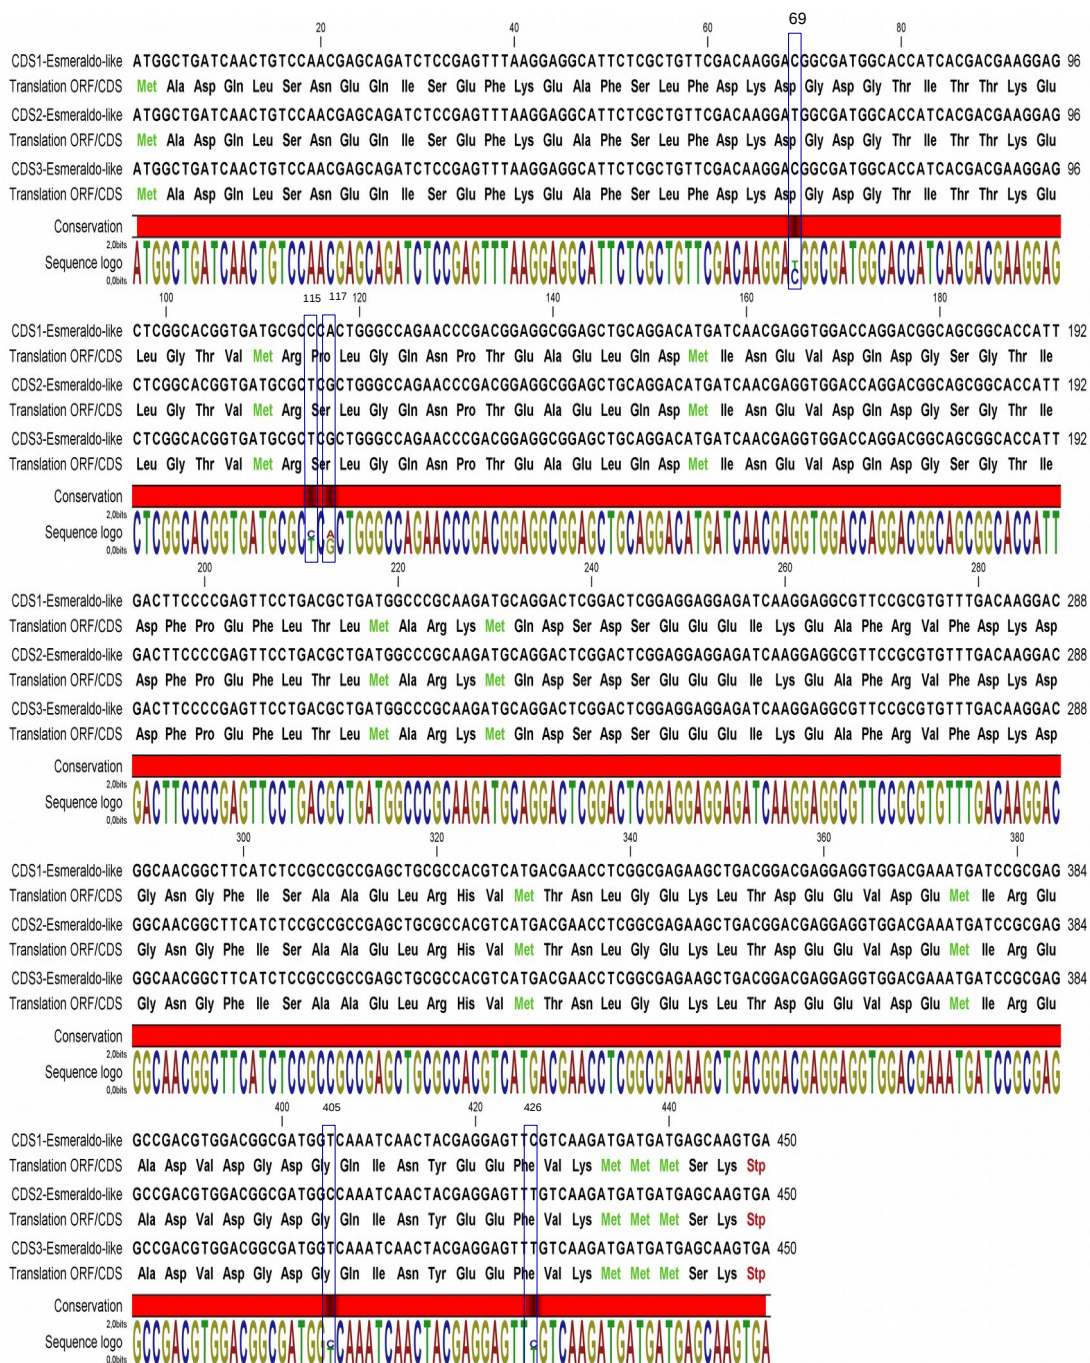 69
20 40 60 80
CDS1-Esmeraldo-like ATGGCTGATCAACTGTCCAACGAGCAGATCTCCGAGTTTAAGGAGGCATTCTCGCTGTTCGACAAGGACGGCGATGGCACCATCACGACGAAGGAG 96
Translation ORF/CDS Met Ala Asp Gln Leu Ser Asn Glu Gln Ile Ser Glu Phe Lys Glu Ala Phe Ser Leu Phe Asp Lys Asp Gly Asp Gly Thr Ile Thr Thr Lys Glu
CDS2-Esmeraldo-like ATGGCTGATCAACTGTCCAACGAGCAGATCTCCGAGTTTAAGGAGGCATTCTCGCTGTTCGACAAGGATGGCGATGGCACCATCACGACGAAGGAG 96
Translation ORF/CDS Met Ala Asp Gln Leu Ser Asn Glu Gln Ile Ser Glu Phe Lys Glu Ala Phe Ser Leu Phe Asp Lys Asp Gly Asp Gly Thr Ile Thr Thr Lys Glu
CDS3-Esmeraldo-like ATGGCTGATCAACTGTCCAACGAGCAGATCTCCGAGTTTAAGGAGGCATTCTCGCTGTTCGACAAGGACGGCGATGGCACCATCACGACGAAGGAG 96
Translation ORF/CDS Met Ala Asp Gln Leu Ser Asn Glu Gln Ile Ser Glu Phe Lys Glu Ala Phe Ser Leu Phe Asp Lys Asp Gly Asp Gly Thr Ile Thr Thr Lys Glu
Conservation
2,0bits
Sequence logo ATGGCTGATCAACTGTCCAACGAGCAGATCTCCGAGTTTAAGGAGGCATTCTCGCTGTTCGACAAGGATCGGCGATGGCACCATCACGACGAAGGAG
0,0bits
100 115 117 120 140 160 180
CDS1-Esmeraldo-like CTCGGCACGGTGATGCGCCCACTGGGCCAGAACCCGACGGAGGCGGAGCTGCAGGACATGATCAACGAGGTGGACCAGGACGGCAGCGGCACCATT 192
Translation ORF/CDS Leu Gly Thr Val Met Arg Pro Leu Gly Gln Asn Pro Thr Glu Ala Glu Leu Gln Asp Met Ile Asn Glu Val Asp Gln Asp Gly Ser Gly Thr Ile
CDS2-Esmeraldo-like CTCGGCACGGTGATGCGCTCGCTGGGCCAGAACCCGACGGAGGCGGAGCTGCAGGACATGATCAACGAGGTGGACCAGGACGGCAGCGGCACCATT 192
Translation ORF/CDS Leu Gly Thr Val Met Arg Ser Leu Gly Gln Asn Pro Thr Glu Ala Glu Leu Gln Asp Met Ile Asn Glu Val Asp Gln Asp Gly Ser Gly Thr Ile
CDS3-Esmeraldo-like CTCGGCACGGTGATGCGCTCGCTGGGCCAGAACCCGACGGAGGCGGAGCTGCAGGACATGATCAACGAGGTGGACCAGGACGGCAGCGGCACCATT 192
Translation ORF/CDS Leu Gly Thr Val Met Arg Ser Leu Gly Gln Asn Pro Thr Glu Ala Glu Leu Gln Asp Met Ile Asn Glu Val Asp Gln Asp Gly Ser Gly Thr Ile
Conservation
2,0bits
Sequence logo CTCGGCACGGTGATGCGCCTCAGCTGGGCCAGAACCCGACGGAGGCGGAGCTGCAGGACATGATCAACGAGGTGGACCAGGACGGCAGCGGCACCATT
0,0bits
200 220 240 260 280
CDS1-Esmeraldo-like GACTTCCCCGAGTTCCTGACGCTGATGGCCCGCAAGATGCAGGACTCGGACTCGGAGGAGGAGATCAAGGAGGCGTTCCGCGTGTTTGACAAGGAC 288
Translation ORF/CDS Asp Phe Pro Glu Phe Leu Thr Leu Met Ala Arg Lys Met Gln Asp Ser Asp Ser Glu Glu Glu Ile Lys Glu Ala Phe Arg Val Phe Asp Lys Asp
CDS2-Esmeraldo-like GACTTCCCCGAGTTCCTGACGCTGATGGCCCGCAAGATGCAGGACTCGGACTCGGAGGAGGAGATCAAGGAGGCGTTCCGCGTGTTTGACAAGGAC 288
Translation ORF/CDS Asp Phe Pro Glu Phe Leu Thr Leu Met Ala Arg Lys Met Gln Asp Ser Asp Ser Glu Glu Glu Ile Lys Glu Ala Phe Arg Val Phe Asp Lys Asp
CDS3-Esmeraldo-like GACTTCCCCGAGTTCCTGACGCTGATGGCCCGCAAGATGCAGGACTCGGACTCGGAGGAGGAGATCAAGGAGGCGTTCCGCGTGTTTGACAAGGAC 288
Translation ORF/CDS Asp Phe Pro Glu Phe Leu Thr Leu Met Ala Arg Lys Met Gln Asp Ser Asp Ser Glu Glu Glu Ile Lys Glu Ala Phe Arg Val Phe Asp Lys Asp
Conservation
2,0bits
Sequence logo GACTTCCCCGAGTTCCTGACGCTGATGGCCCGCAAGATGCAGGACTCGGACTCGGAGGAGGAGATCAAGGAGGCGTTCCGCGTGTTTGACAAGGAC
0,0bits
300 320 340 360 380
CDS1-Esmeraldo-like GGCAACGGCTTCATCTCCGCCGCCGAGCTGCGCCACGTCATGACGAACCTCGGCGAGAAGCTGACGGACGAGGAGGTGGACGAAATGATCCGCGAG 384
Translation ORF/CDS Gly Asn Gly Phe Ile Ser Ala Ala Glu Leu Arg His Val Met Thr Asn Leu Gly Glu Lys Leu Thr Asp Glu Glu Val Asp Glu Met Ile Arg Glu
CDS2-Esmeraldo-like GGCAACGGCTTCATCTCCGCCGCCGAGCTGCGCCACGTCATGACGAACCTCGGCGAGAAGCTGACGGACGAGGAGGTGGACGAAATGATCCGCGAG 384
Translation ORF/CDS Gly Asn Gly Phe Ile Ser Ala Ala Glu Leu Arg His Val Met Thr Asn Leu Gly Glu Lys Leu Thr Asp Glu Glu Val Asp Glu Met Ile Arg Glu
CDS3-Esmeraldo-like GGCAACGGCTTCATCTCCGCCGCCGAGCTGCGCCACGTCATGACGAACCTCGGCGAGAAGCTGACGGACGAGGAGGTGGACGAAATGATCCGCGAG 384
Translation ORF/CDS Gly Asn Gly Phe Ile Ser Ala Ala Glu Leu Arg His Val Met Thr Asn Leu Gly Glu Lys Leu Thr Asp Glu Glu Val Asp Glu Met Ile Arg Glu
Conservation
2,0bits
Sequence logo GGCAACGGCTTCATCTCCGCCGCCGAGCTGCGCCACGTCATGACGAACCTCGGCGAGAAGCTGACGGACGAGGAGGTGGACGAAATGATCCGCGAG
0,0bits
400 405 420 426 440
CDS1-Esmeraldo-like GCCGACGTGGACGGCGATGGTCAAATCAACTACGAGGAGTTCGTCAAGATGATGATGAGCAAGTGA 450
Translation ORF/CDS Ala Asp Val Asp Gly Asp Gly Gln Ile Asn Tyr Glu Glu Phe Val Lys Met Met Met Ser Lys Stp
CDS2-Esmeraldo-like GCCGACGTGGACGGCGATGGCCAAATCAACTACGAGGAGTTTGTCAAGATGATGATGAGCAAGTGA 450
Translation ORF/CDS Ala Asp Val Asp Gly Asp Gly Gln Ile Asn Tyr Glu Glu Phe Val Lys Met Met Met Ser Lys Stp
CDS3-Esmeraldo-like GCCGACGTGGACGGCGATGGTCAAATCAACTACGAGGAGTTTGTCAAGATGATGATGAGCAAGTGA 450
Translation ORF/CDS Ala Asp Val Asp Gly Asp Gly Gln Ile Asn Tyr Glu Glu Phe Val Lys Met Met Met Ser Lys Stp
Conservation
2,0bits
Sequence logo GCCGACGTGGACGGCGATGGCTCAAATCAACTACGAGGAGTTCTGTCAAGATGATGATGAGCAAGTGA
0,0bits